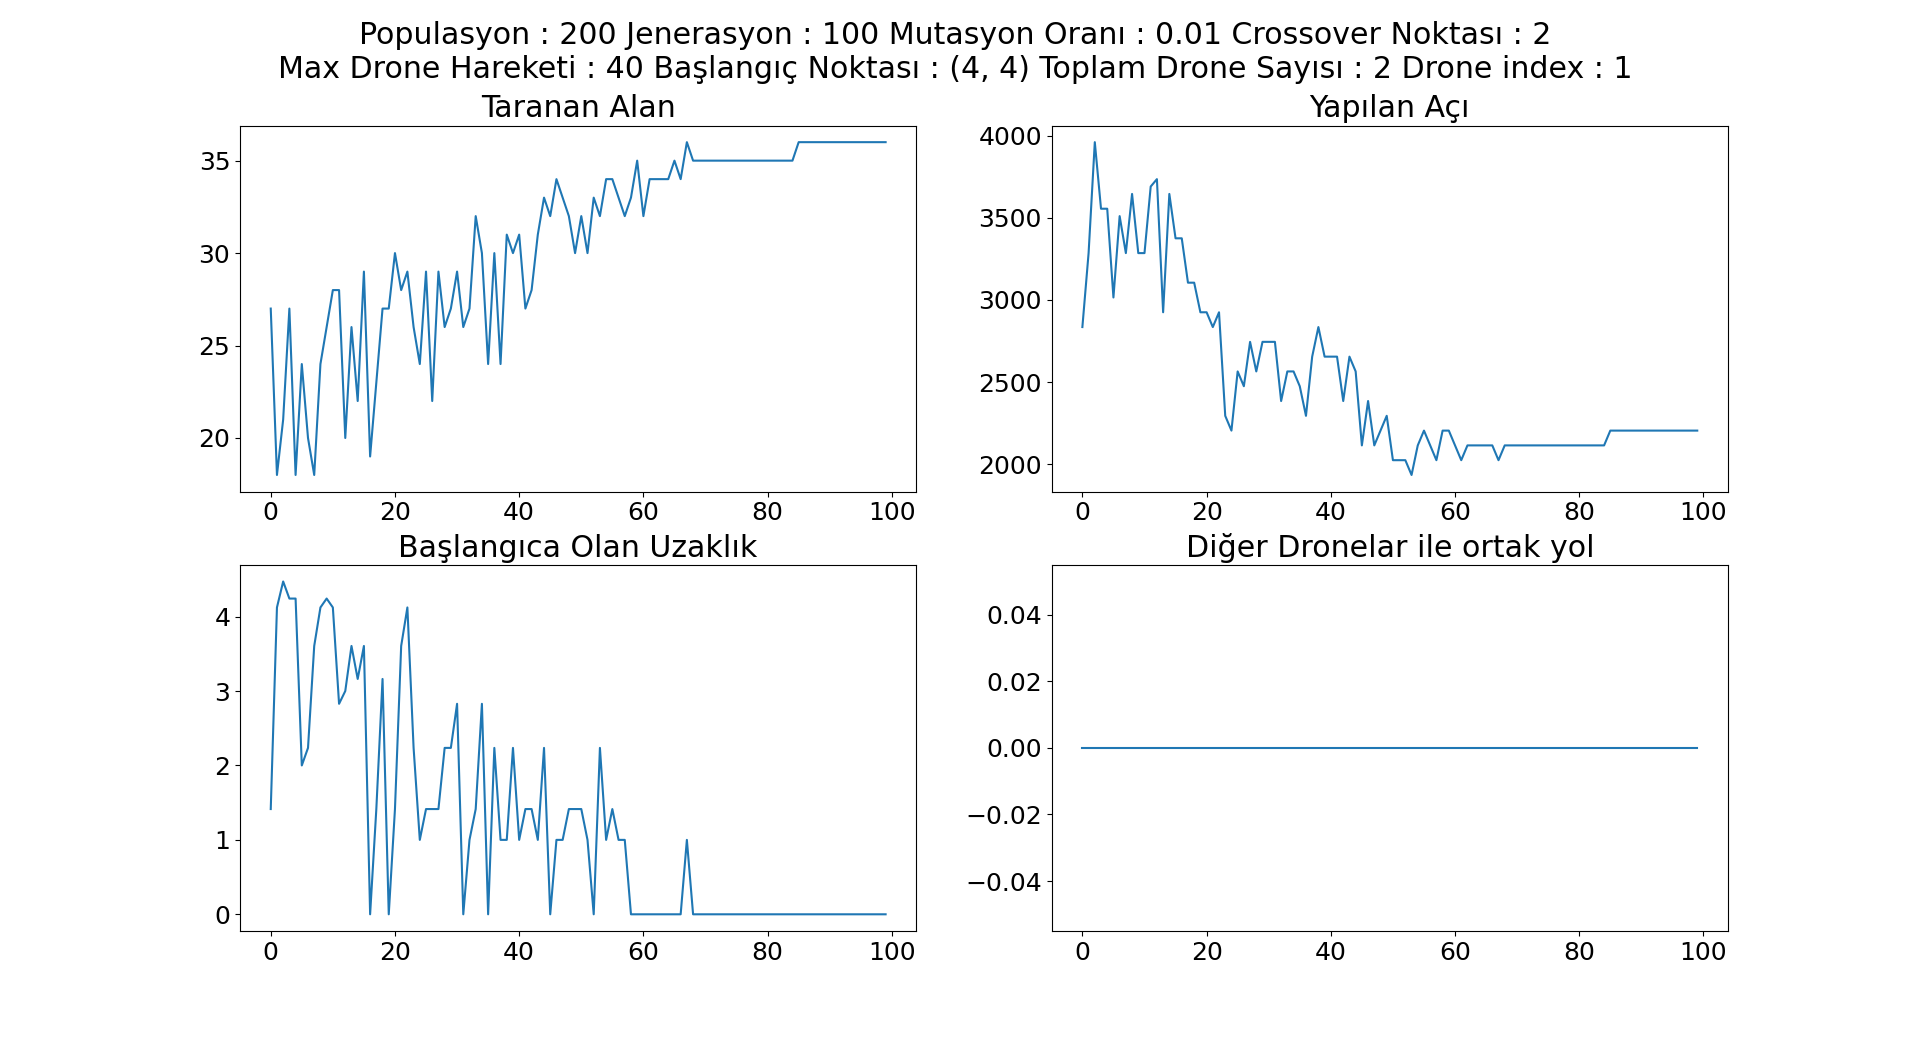 Populasyon : 200 Jenerasyon : 100 Mutasyon Oranı : 0.01 Crossover Noktası : 2
Max Drone Hareketi : 40 Başlangıç Noktası : (4, 4) Toplam Drone Sayısı : 2 Drone index : 1
Taranan Alan
35
30
25
20
0 20 40 60 80 100
Yapılan Açı
4000
3500
3000
2500
2000
0 20 40 60 80 100
Başlangıca Olan Uzaklık
4
3
2
1
0
0 20 40 60 80 100
Diğer Dronelar ile ortak yol
0.04
0.02
0.00
−0.02
−0.04
0 20 40 60 80 100